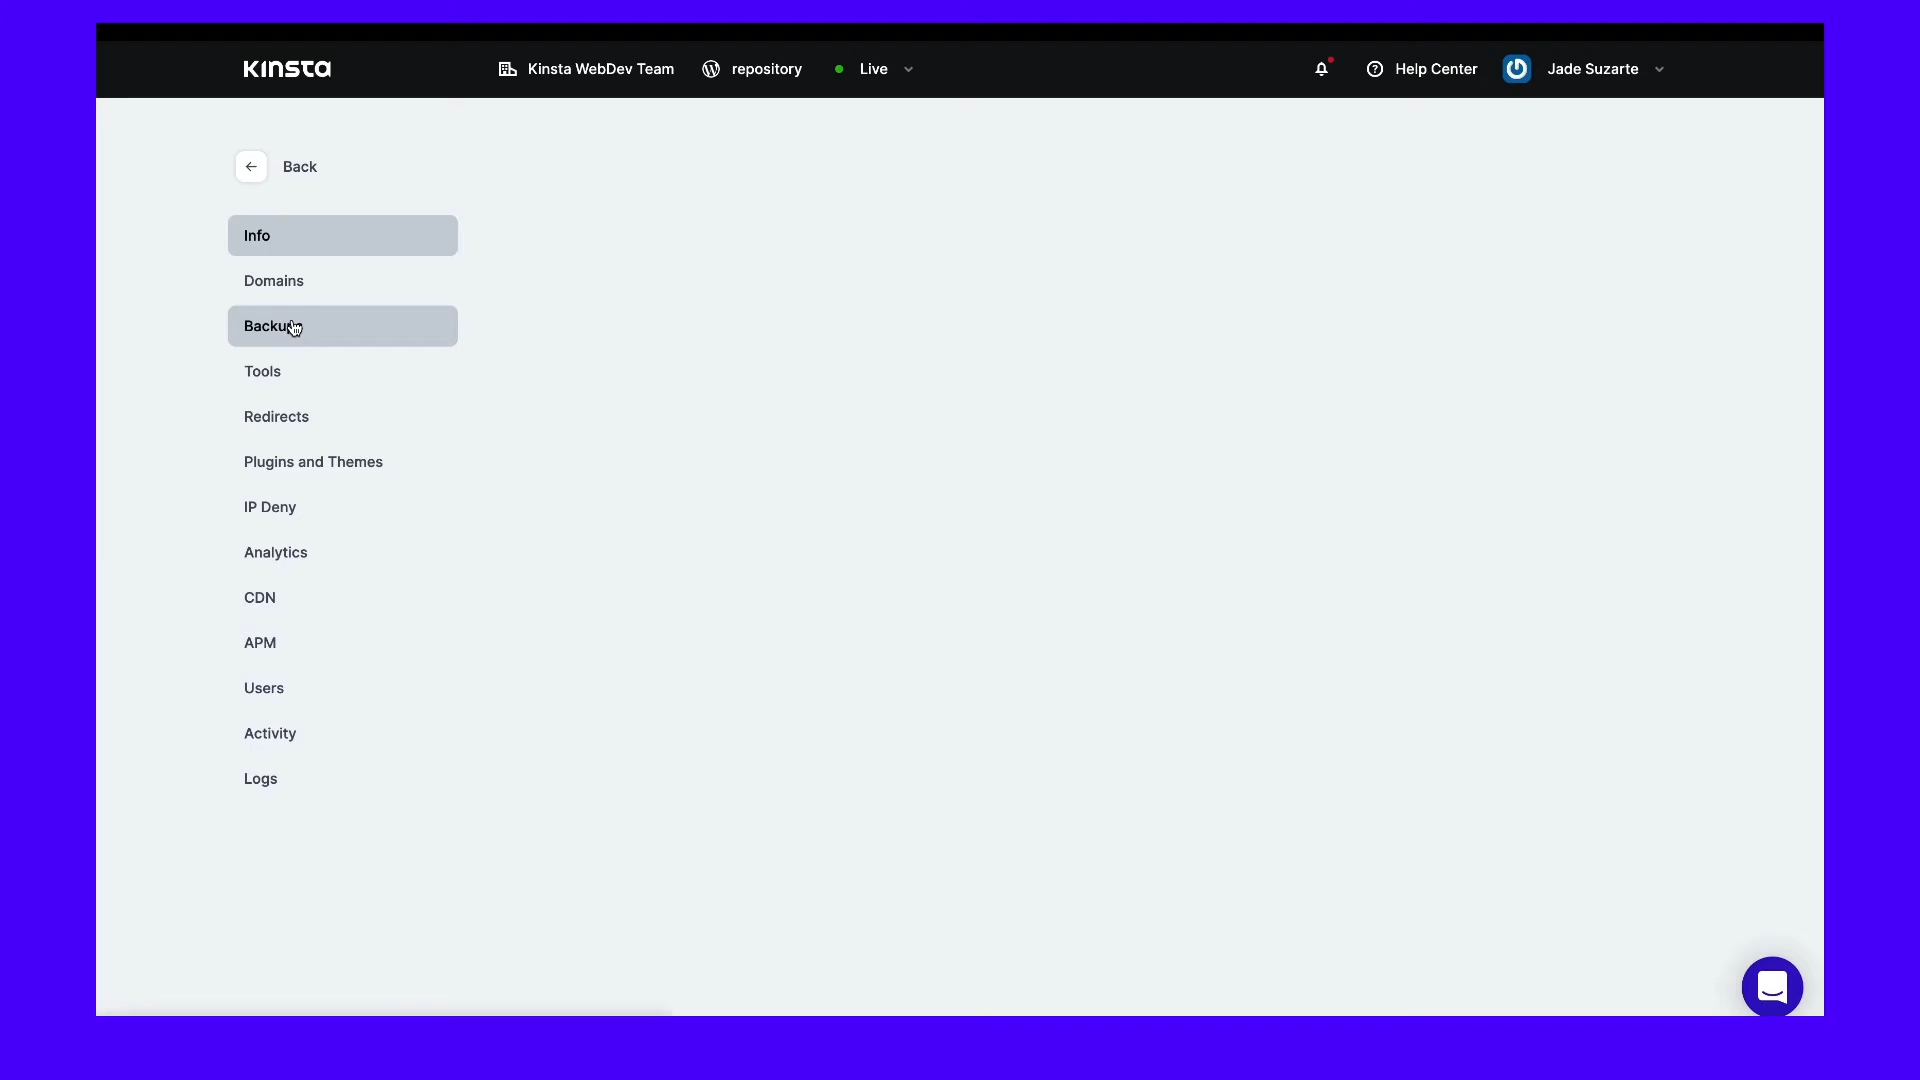 Kinsta
Kinsta WebDev Team
repository
Live
Help Center
Jade Suzarte
Back
Info
Domains
Backups
Tools
Redirects
Plugins and Themes
IP Deny
Analytics
CDN
APM
Users
Activity
Logs